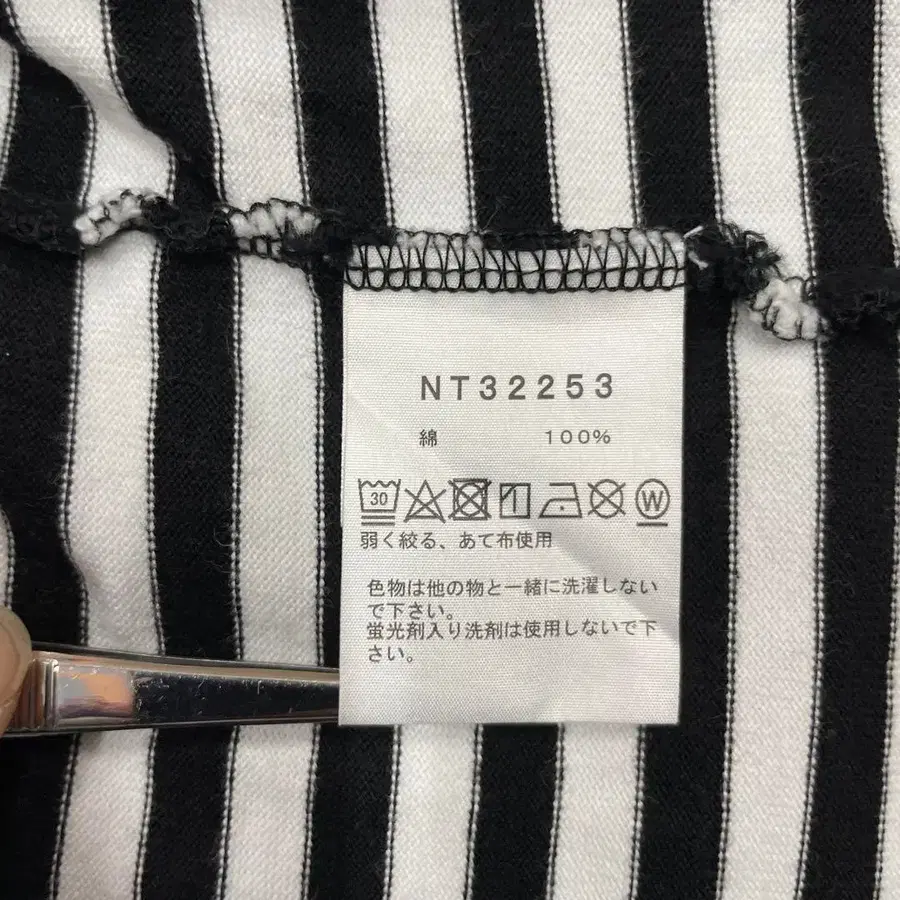 NT32253
綿 100%
30 W
弱く絞る、あて布使用
色物は他の物と一緒に洗濯しない
で下さい。
蛍光剤入り洗剤は使用しないで下
さい。